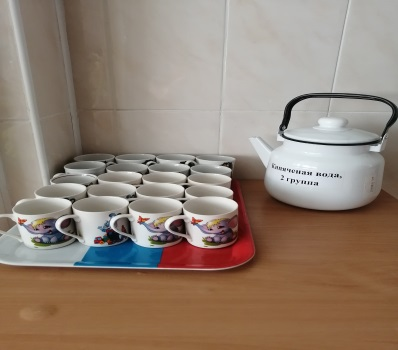 Кипяченая вода,
2 группа